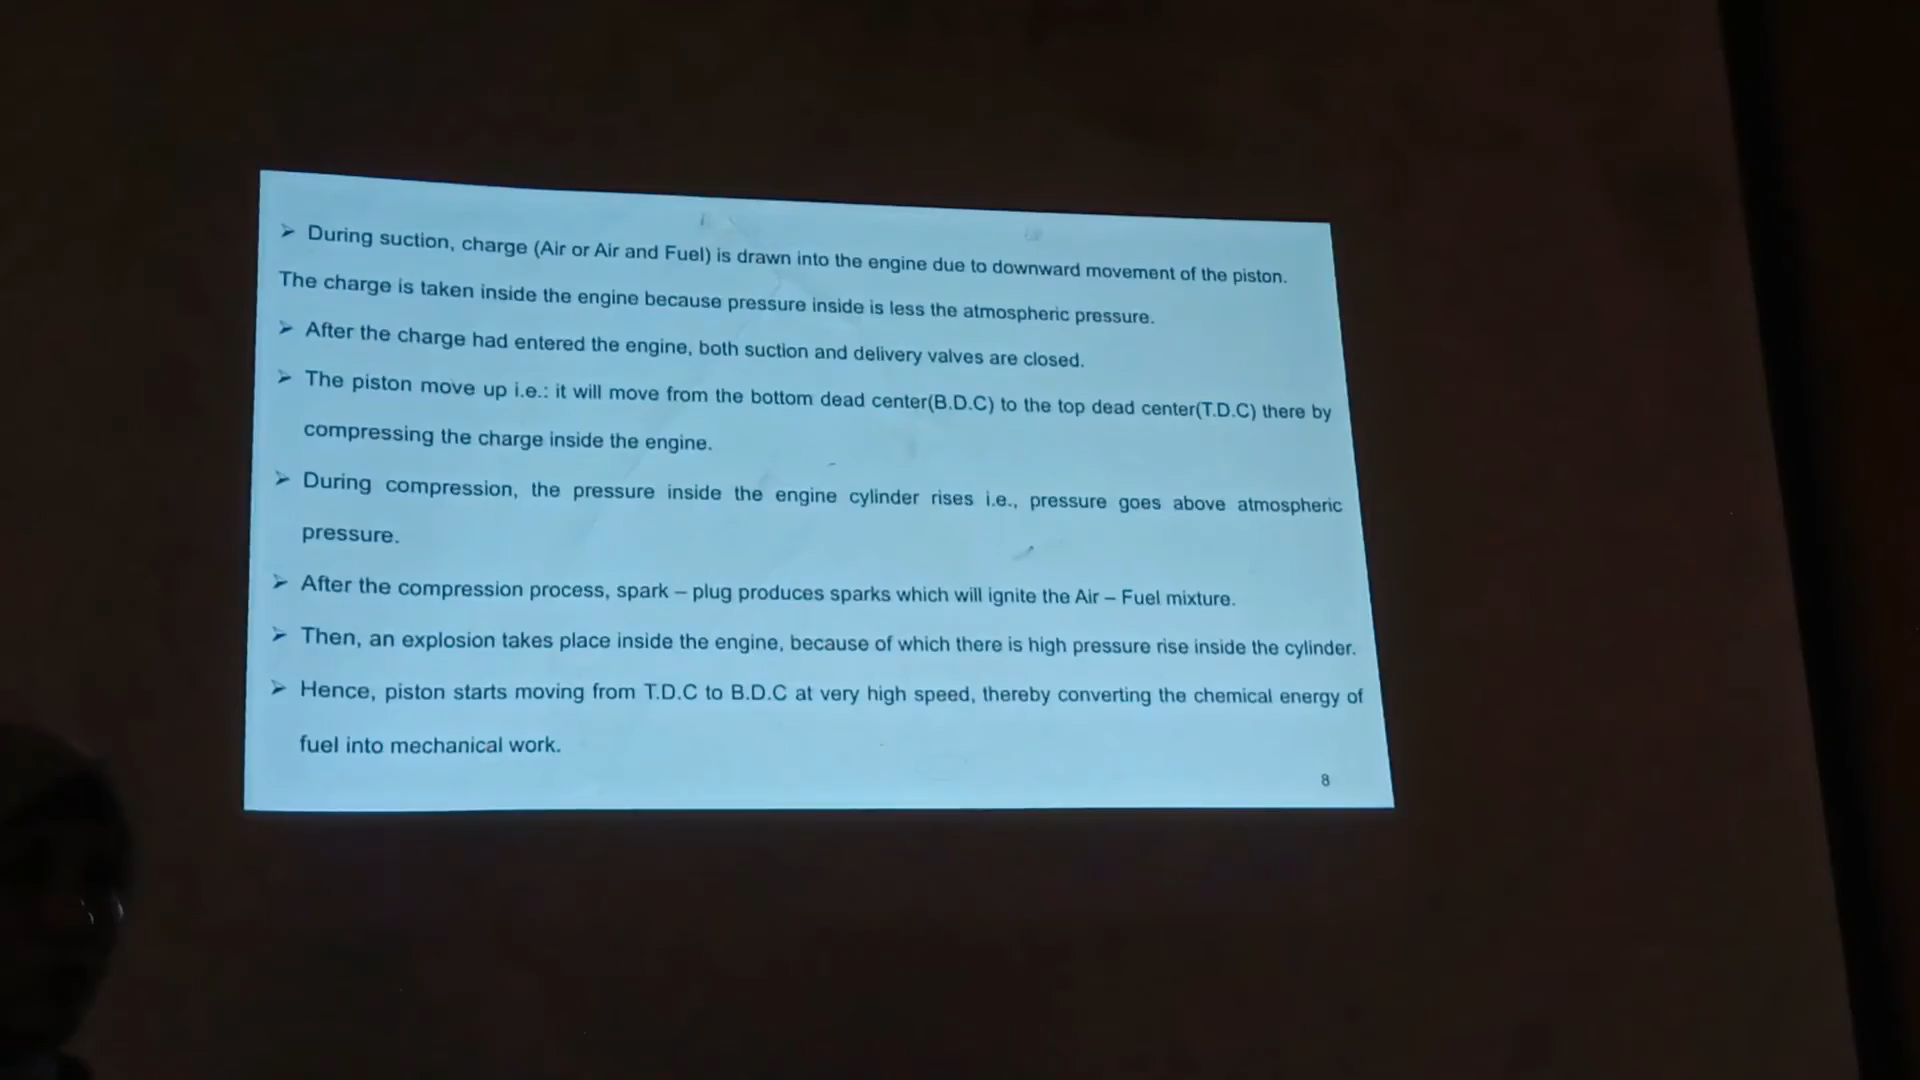 ➢ During suction, charge (Air or Air and Fuel) is drawn into the engine due to downward movement of the piston.
The charge is taken inside the engine because pressure inside is less the atmospheric pressure.
➢ After the charge had entered the engine, both suction and delivery valves are closed.
➢ The piston move up i.e.: it will move from the bottom dead center(B.D.C) to the top dead center(T.D.C) there by
compressing the charge inside the engine.
➢ During compression, the pressure inside the engine cylinder rises i.e., pressure goes above atmospheric
pressure.
➢ After the compression process, spark – plug produces sparks which will ignite the Air – Fuel mixture.
➢ Then, an explosion takes place inside the engine, because of which there is high pressure rise inside the cylinder.
➢ Hence, piston starts moving from T.D.C to B.D.C at very high speed, thereby converting the chemical energy of
fuel into mechanical work.
8